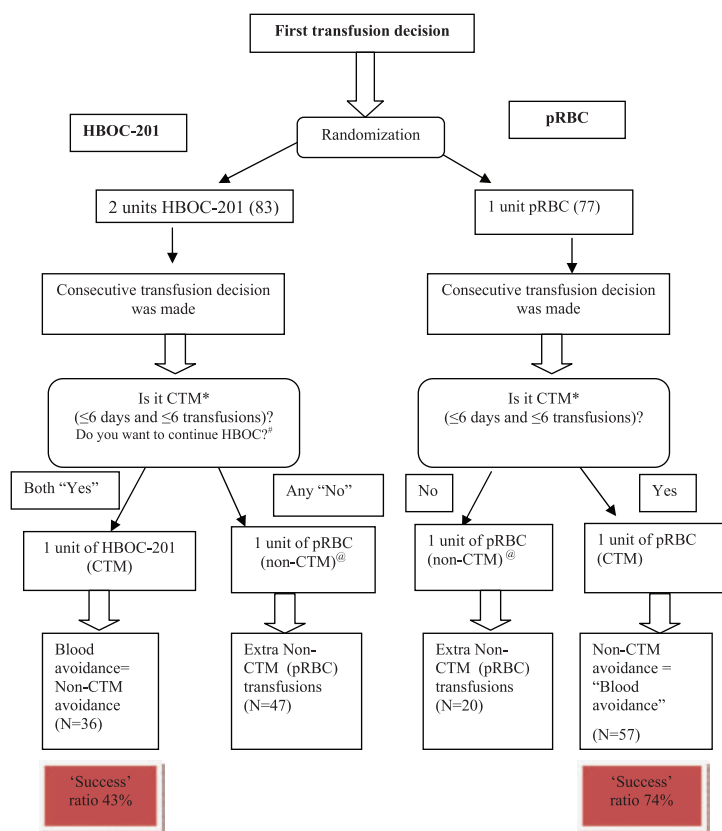 First transfusion decision
HBOC-201
Randomization
pRBC
2 units HBOC-201 (83)
1 unit pRBC (77)
Consecutive transfusion decision
was made
Consecutive transfusion decision
was made
Is it CTM*
(≤6 days and ≤6 transfusions)?
Do you want to continue HBOC?#
Is it CTM*
(≤6 days and ≤6 transfusions)?
Both “Yes”
Any “No”
No
Yes
1 unit of HBOC-201
(CTM)
1 unit of pRBC
(non-CTM)@
1 unit of pRBC
(non-CTM) @
1 unit of pRBC
(CTM)
Blood
avoidance=
Non-CTM
avoidance
(N=36)
Extra Non-
CTM (pRBC)
transfusions
(N=47)
Extra Non-
CTM (pRBC)
transfusions
(N=20)
Non-CTM
avoidance =
“Blood
avoidance”
(N=57)
‘Success’
ratio 43%
‘Success’
ratio 74%